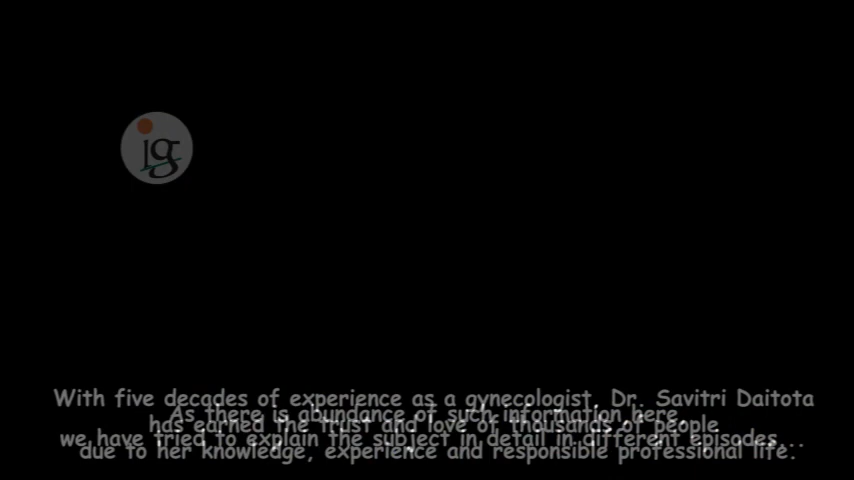 ig
With five decades of experience as a gynecologist, Dr. Savitri Daitota
As there is abundance of such information here,
has earned the trust and love of thousands of people
we have tried to explain the subject in detail in different episodes...
due to her knowledge, experience and responsible professional life.